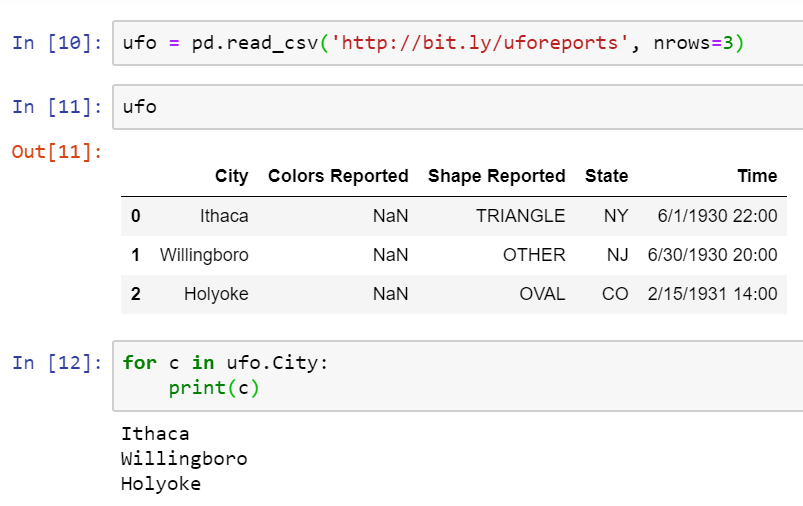 In [10]: ufo = pd.read_csv('http://bit.ly/uforeports', nrows=3)
In [11]: ufo
Out[11]:
City Colors Reported Shape Reported State Time
0 Ithaca NaN TRIANGLE NY 6/1/1930 22:00
1 Willingboro NaN OTHER NJ 6/30/1930 20:00
2 Holyoke NaN OVAL CO 2/15/1931 14:00
In [12]: for c in ufo.City:
    print(c)
Ithaca
Willingboro
Holyoke